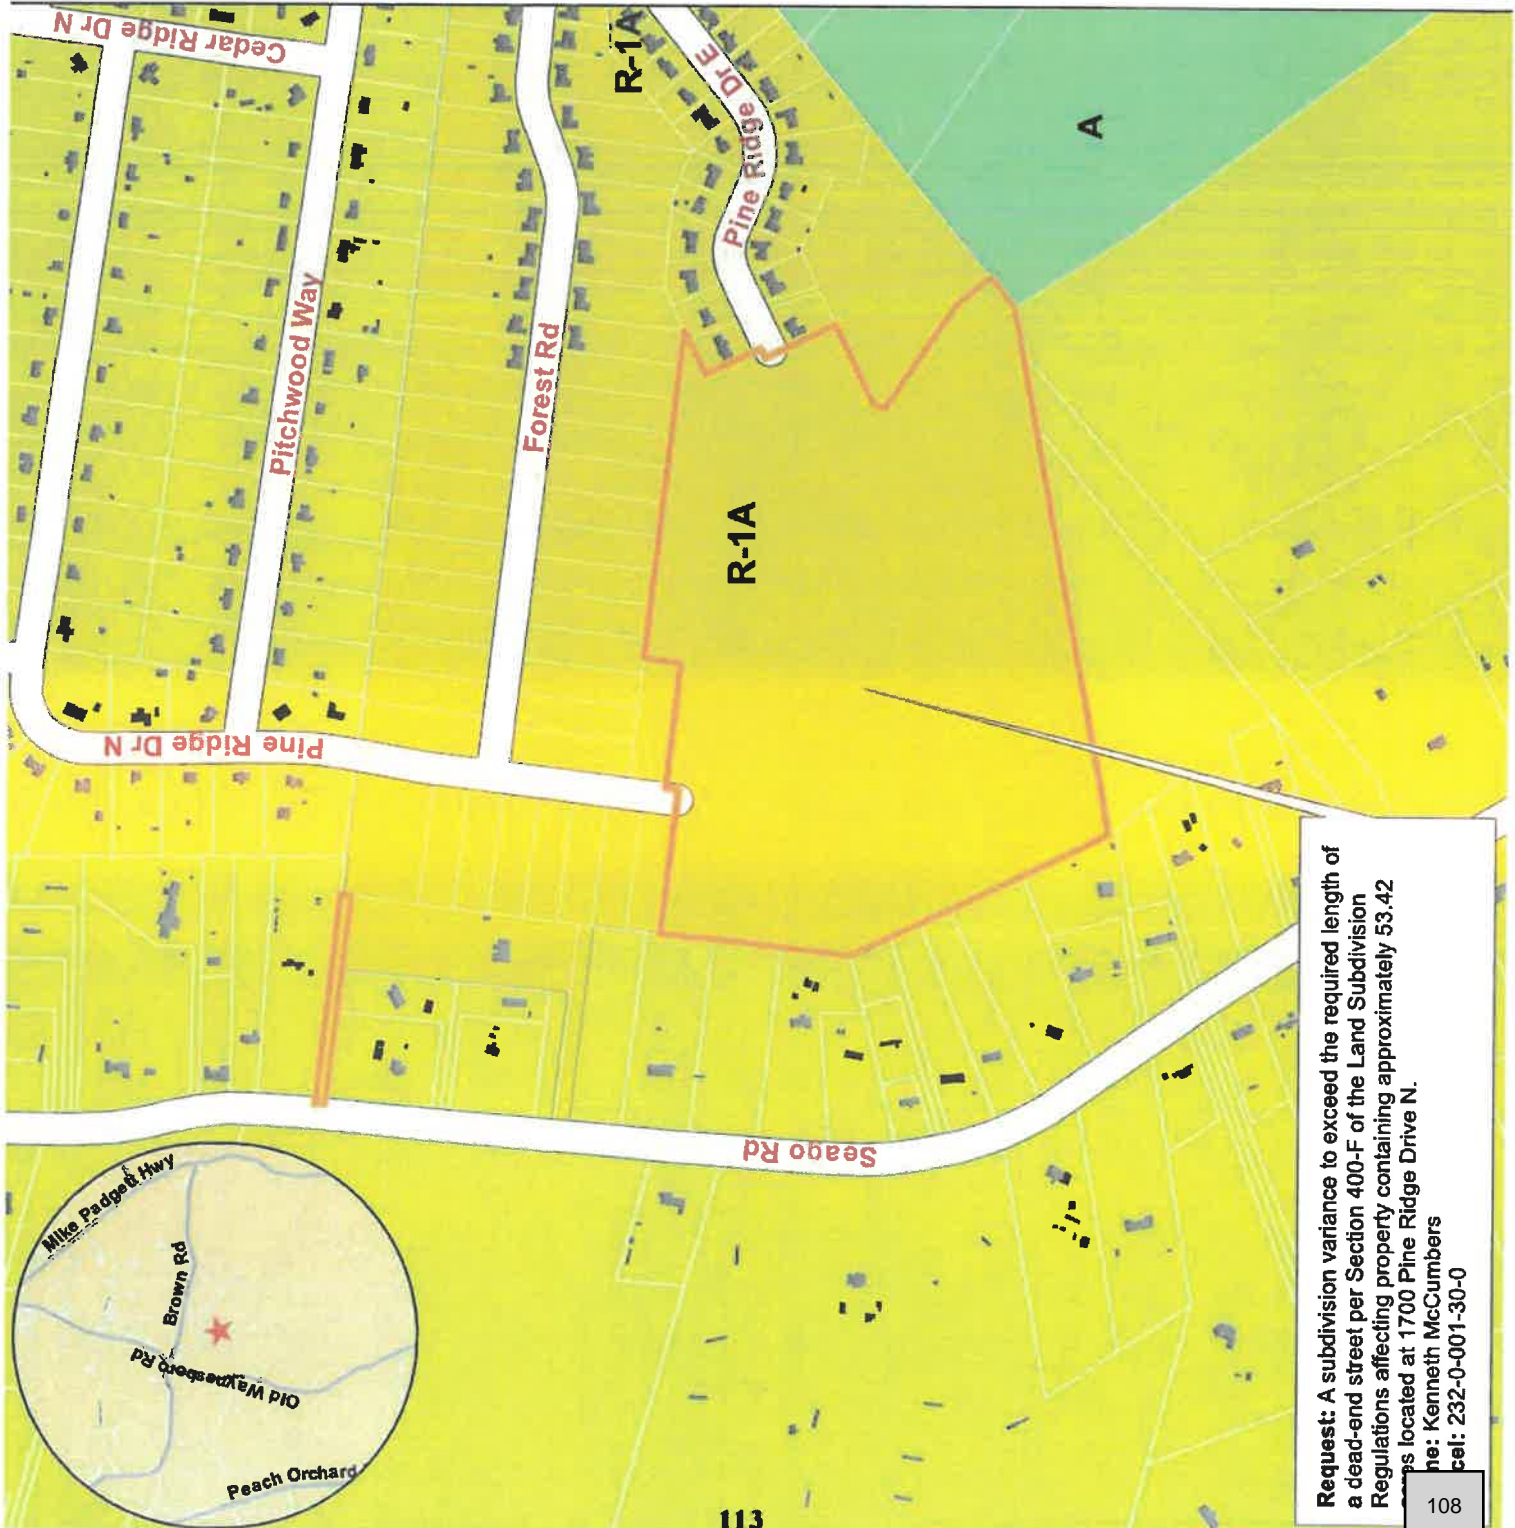 Cedar Ridge Dr N
Pitchwood Way
Pine Ridge Dr N
Forest Rd
R-1A
Pine Ridge Dr E
A
R-1A
Seago Rd
Mike Padgett Hwy
Brown Rd
Old Waynesboro Rd
Peach Orchard
Request: A subdivision variance to exceed the required length of
a dead-end street per Section 400-F of the Land Subdivision
Regulations affecting property containing approximately 53.42
es located at 1700 Pine Ridge Drive N.
me: Kenneth McCumbers
cel: 232-0-001-30-0
113
108